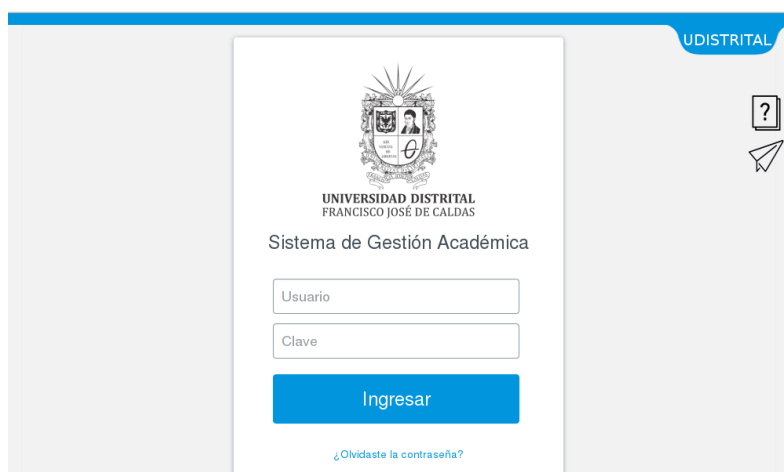 UDISTRITAL
?
UNIVERSIDAD DISTRITAL
FRANCISCO JOSÉ DE CALDAS
Sistema de Gestión Académica
Usuario
Clave
Ingresar
¿Olvidaste la contraseña?